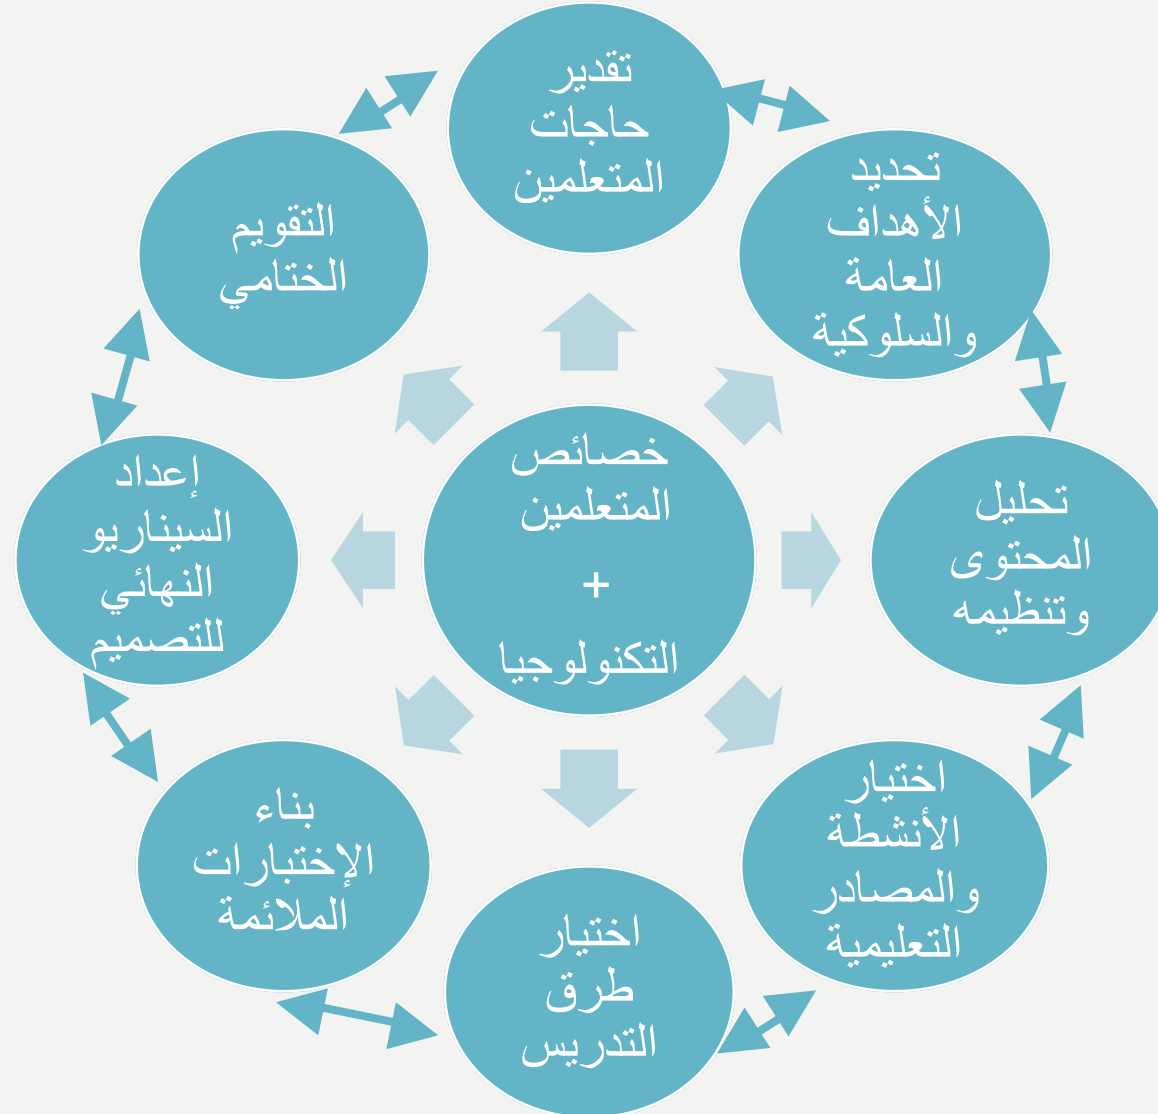 تقدير
حاجات
المتعلمين
تحديد
الأهداف
العامة
والسلوكية
تحليل
المحتوى
وتنظيمه
اختيار
الأنشطة
والمصادر
التعليمية
اختيار
طرق
التدريس
بناء
الإختبارات
الملائمة
إعداد
السيناريو
النهائي
للتصميم
التقويم
الختامي
خصائص
المتعلمين
+
التكنولوجيا